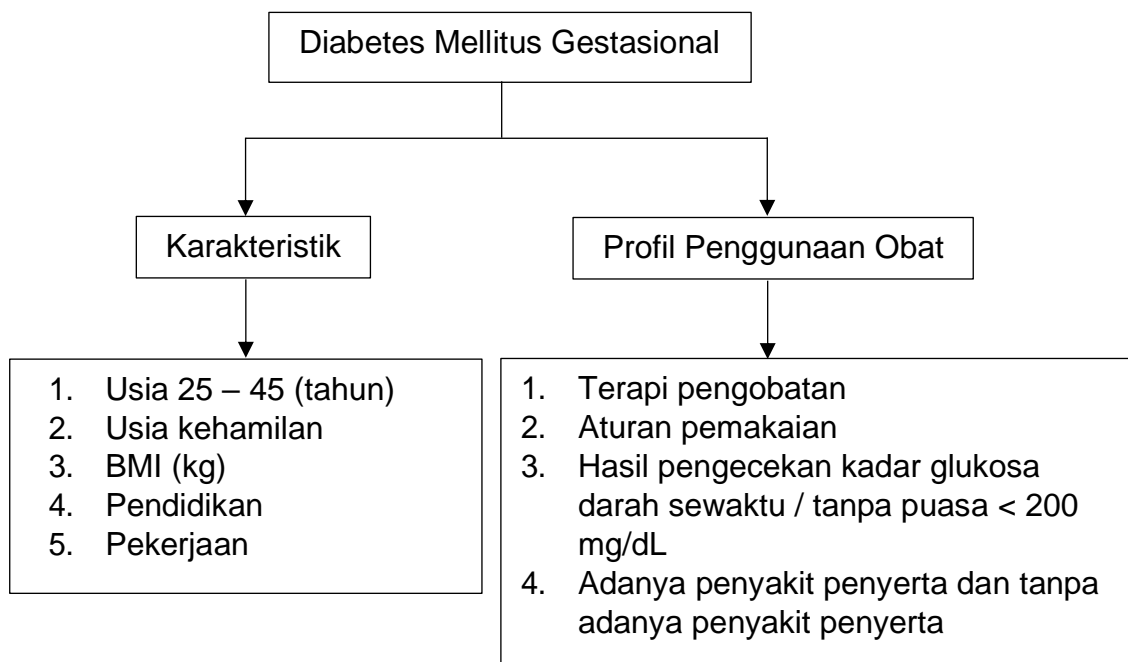 Diabetes Mellitus Gestasional
Karakteristik
Profil Penggunaan Obat
1. Usia 25 – 45 (tahun)
2. Usia kehamilan
3. BMI (kg)
4. Pendidikan
5. Pekerjaan
1. Terapi pengobatan
2. Aturan pemakaian
3. Hasil pengecekan kadar glukosa
darah sewaktu / tanpa puasa < 200
mg/dL
4. Adanya penyakit penyerta dan tanpa
adanya penyakit penyerta